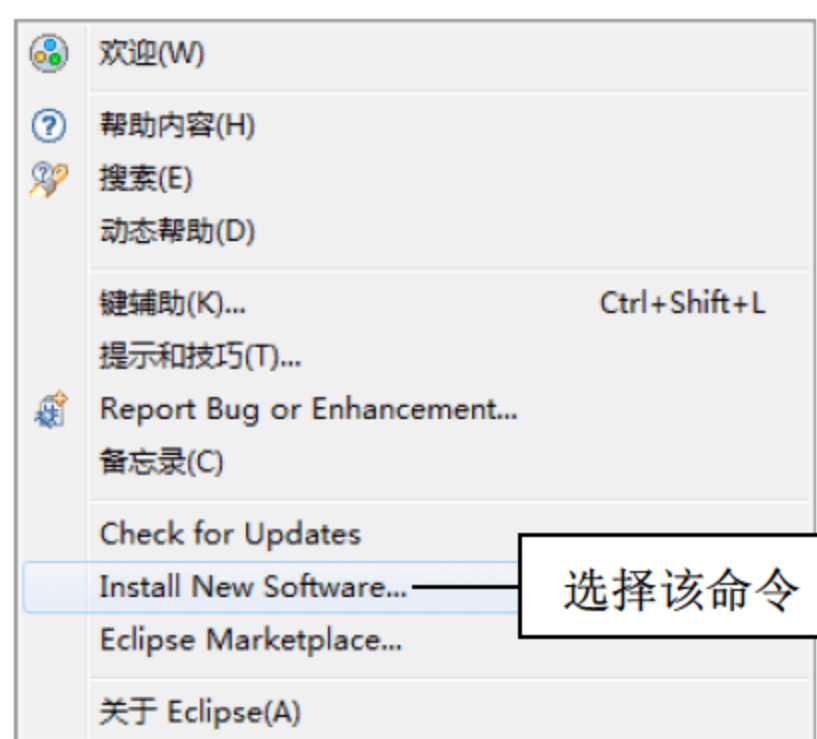 欢迎(W)
帮助内容(H)
搜索(E)
动态帮助(D)
键辅助(K)... Ctrl+Shift+L
提示和技巧(T)...
Report Bug or Enhancement...
备忘录(C)
Check for Updates
Install New Software... 选择该命令
Eclipse Marketplace...
关于 Eclipse(A)